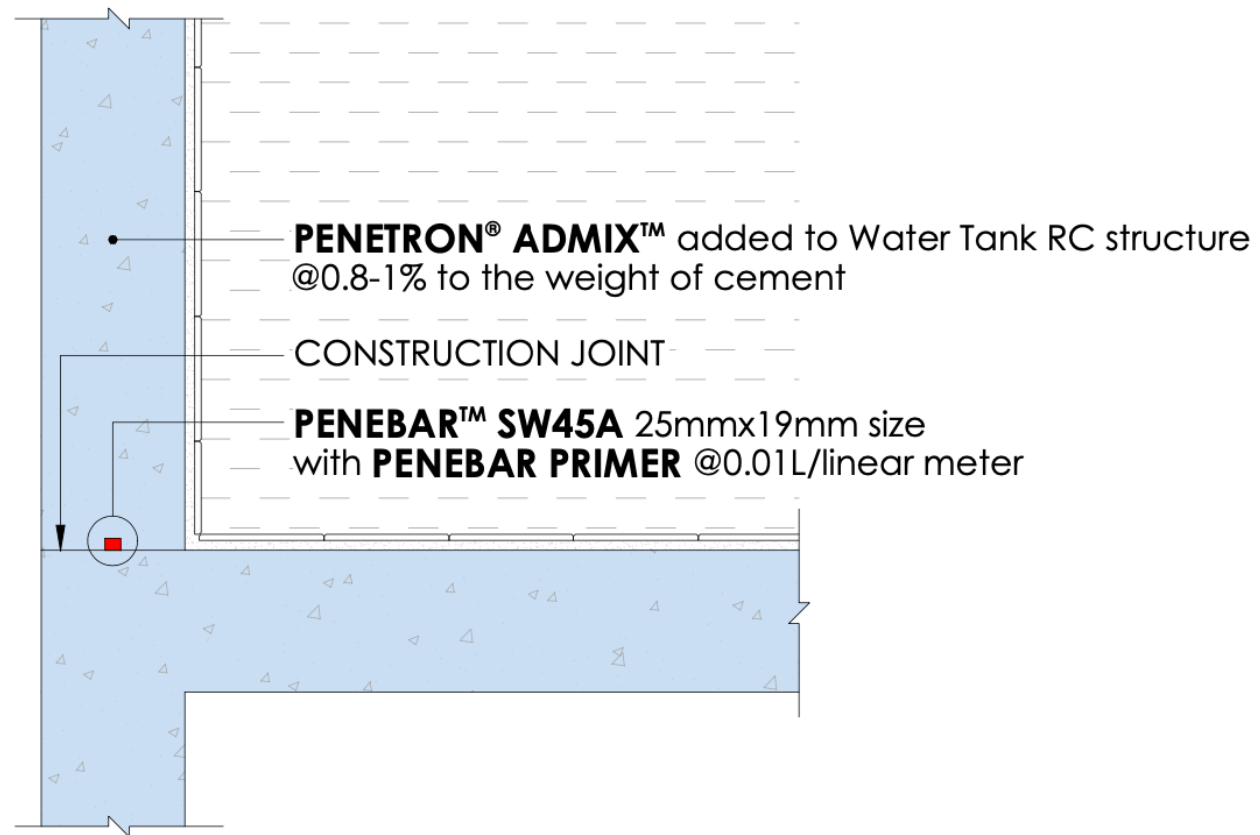 PENETRON® ADMIX™ added to Water Tank RC structure
@0.8-1% to the weight of cement
CONSTRUCTION JOINT
PENEBAR™ SW45A 25mmx19mm size
with PENEBAR PRIMER @0.01L/linear meter